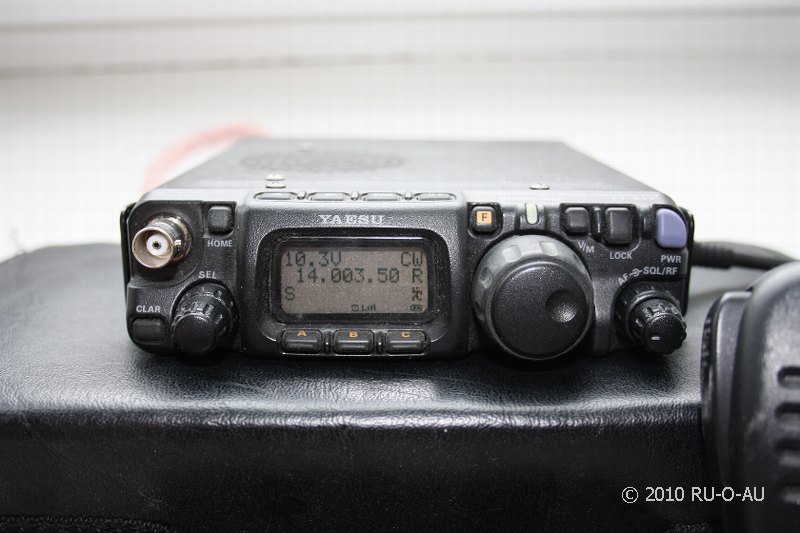 YAESU
F
HOME
V/M
LOCK
PWR
SEL
AF SQL/RF
CLAR
10.3V CW
14.003.50 R
S
A B C
© 2010 RU-O-AU